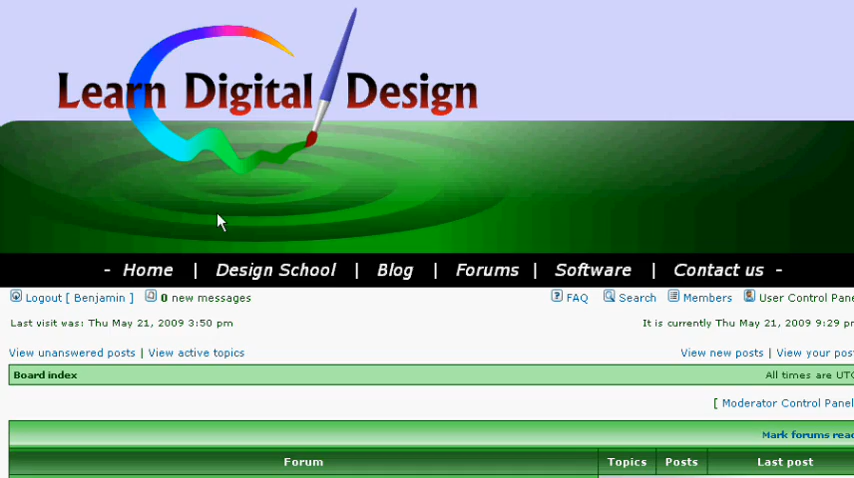 Learn Digital Design
- Home | Design School | Blog | Forums | Software | Contact us -
Logout [ Benjamin ] 0 new messages FAQ Search Members User Control Pane
Last visit was: Thu May 21, 2009 3:50 pm It is currently Thu May 21, 2009 9:29 pm
View unanswered posts | View active topics View new posts | View your post
Board index All times are UTC
[ Moderator Control Panel
Mark forums read
Forum Topics Posts Last post